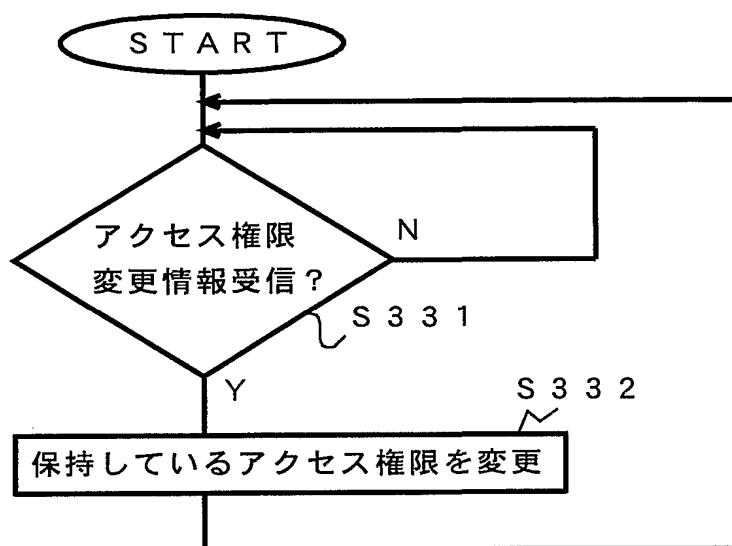 START
アクセス権限
変更情報受信?
N
S331
Y
S332
保持しているアクセス権限を変更